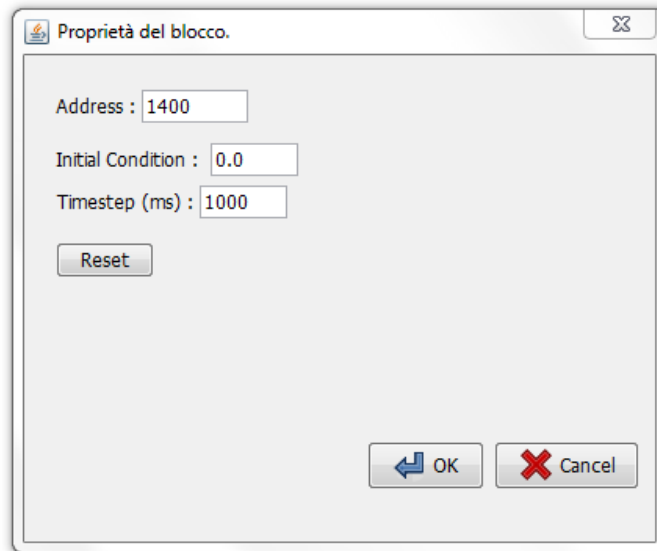 Proprietà del blocco.
Address : 1400
Initial Condition : 0.0
Timestep (ms) : 1000
Reset
OK Cancel